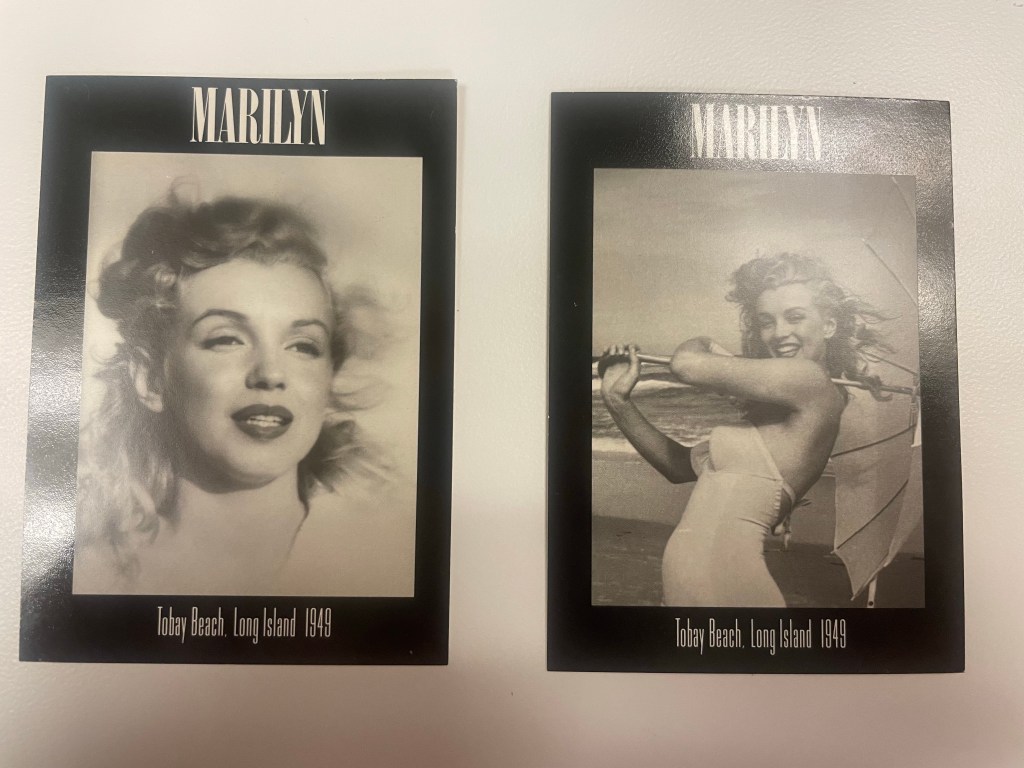 MARILYN
Tobay Beach, Long Island 1949
MARILYN
Tobay Beach, Long Island 1949